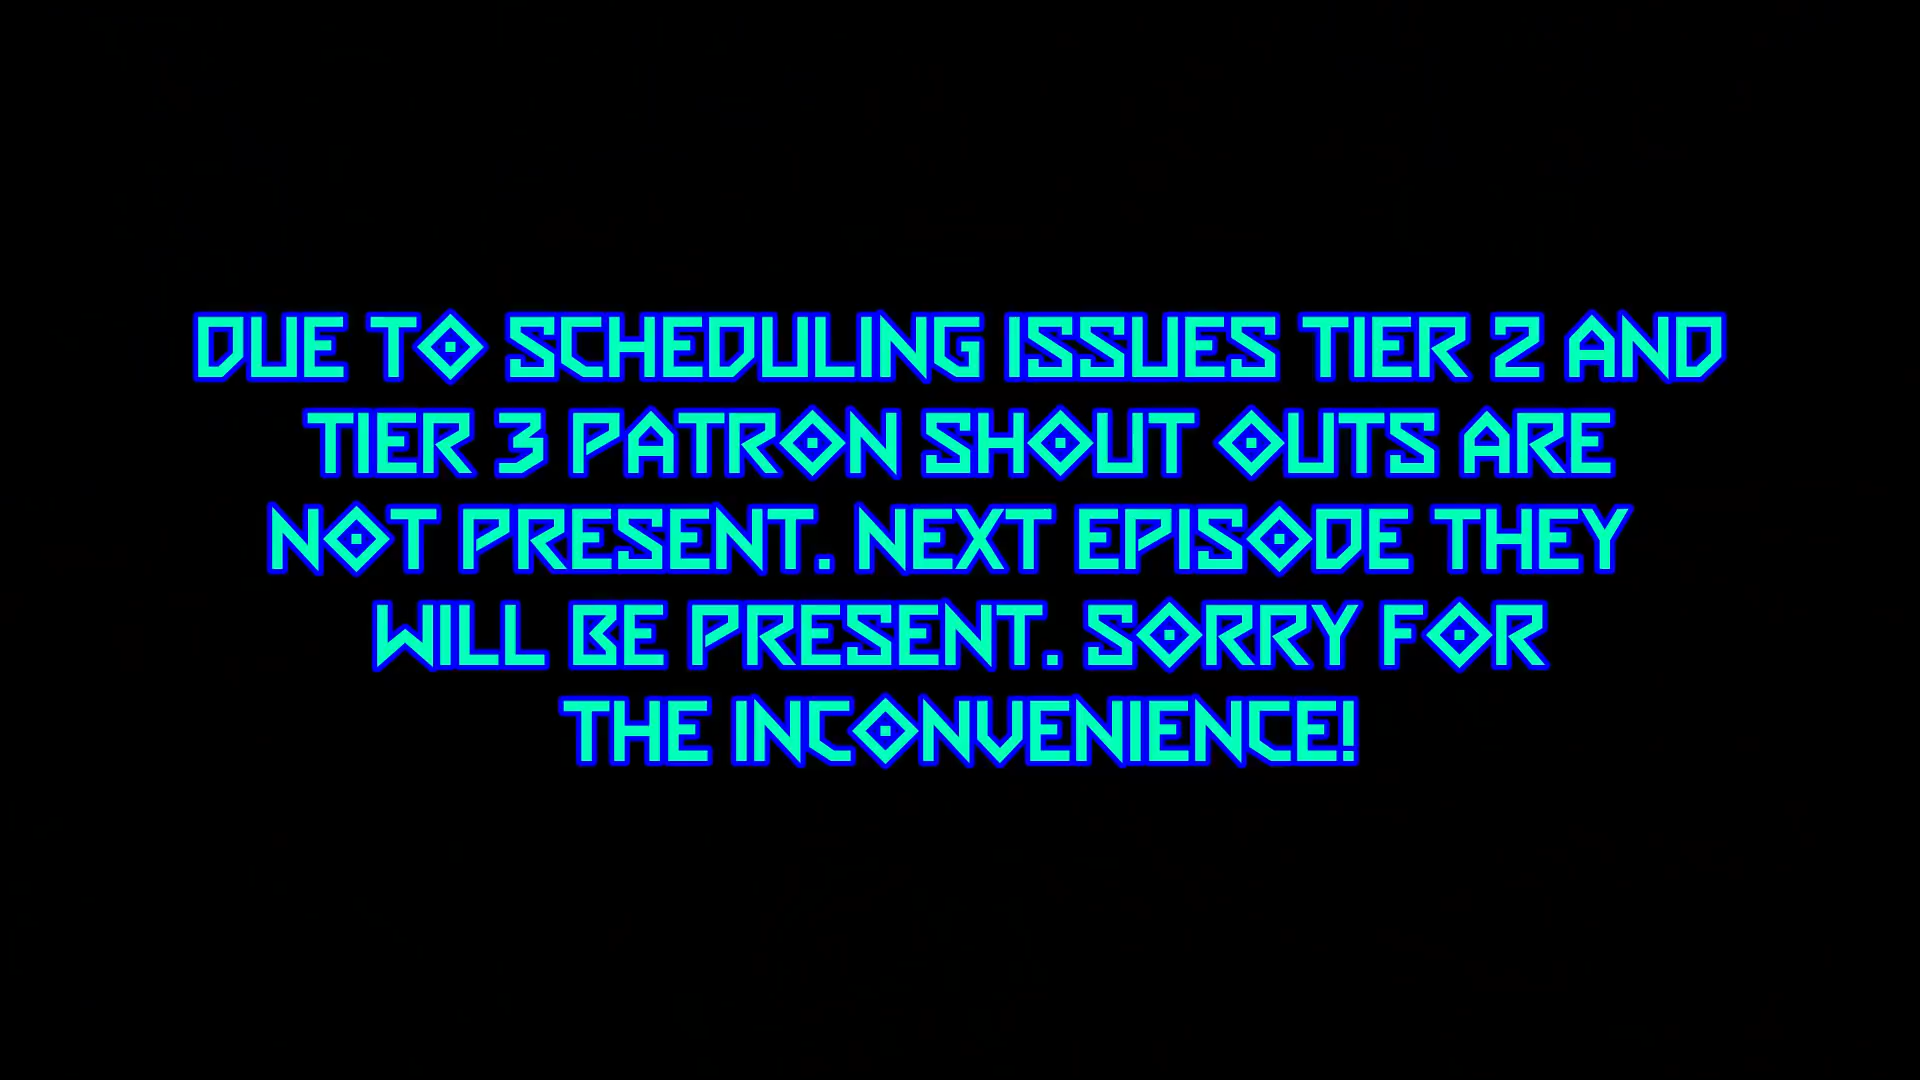 DUE TO SCHEDULING ISSUES TIER 2 AND
TIER 3 PATRON SHOUT OUTS ARE
NOT PRESENT. NEXT EPISODE THEY
WILL BE PRESENT. SORRY FOR
THE INCONVENIENCE!